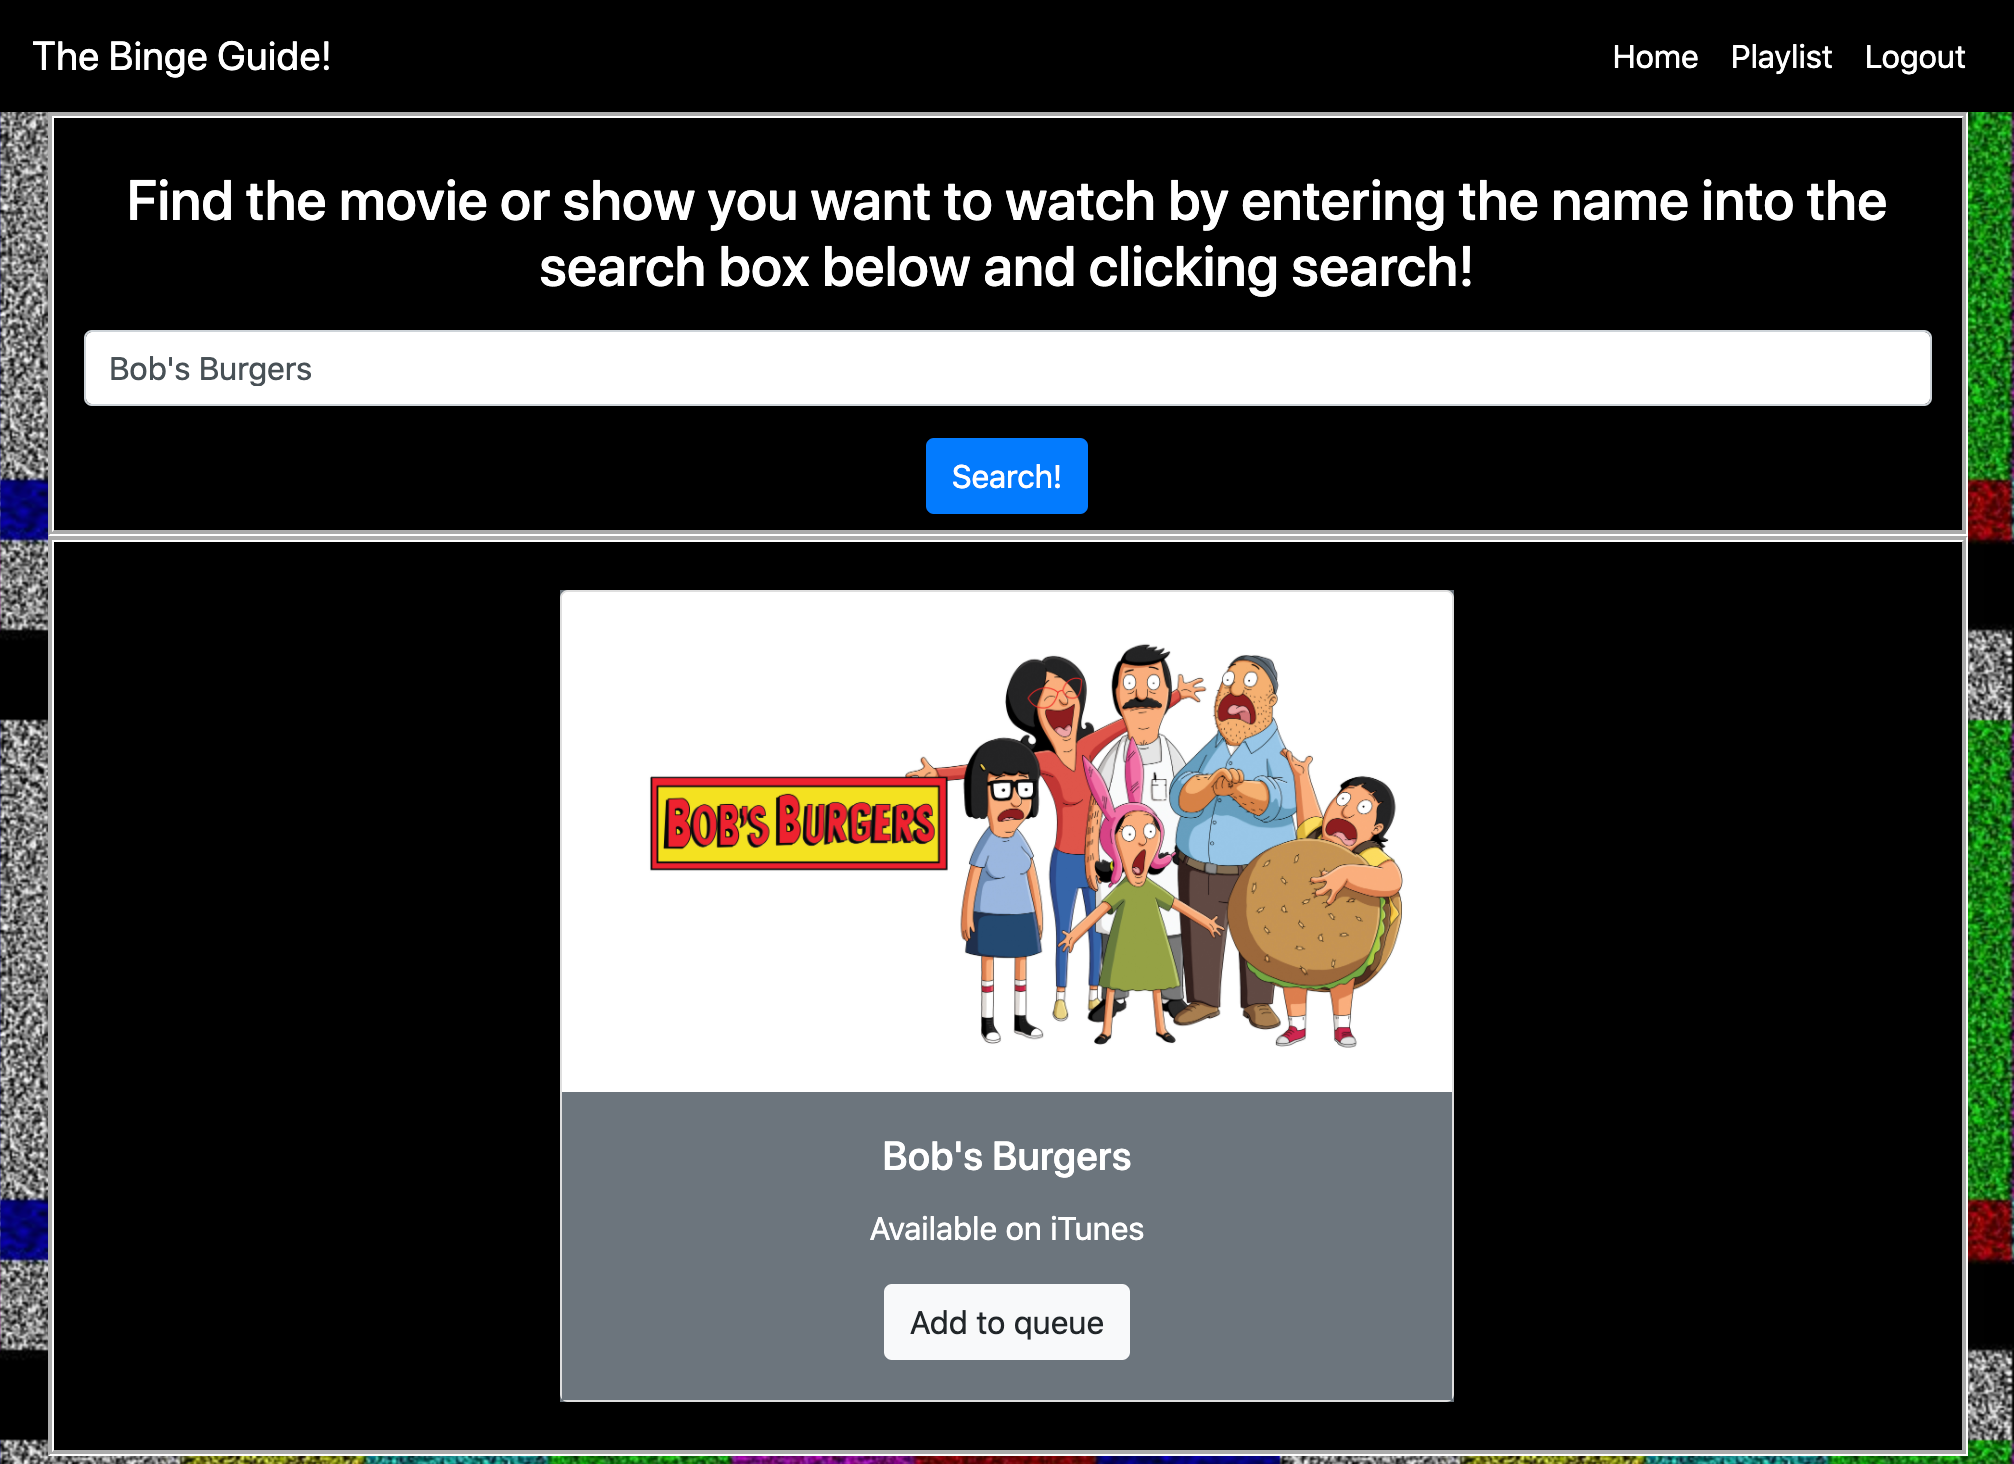 The Binge Guide!
Home Playlist Logout
Find the movie or show you want to watch by entering the name into the
search box below and clicking search!
Bob's Burgers
Search!
BOB'S BURGERS
Bob's Burgers
Available on iTunes
Add to queue